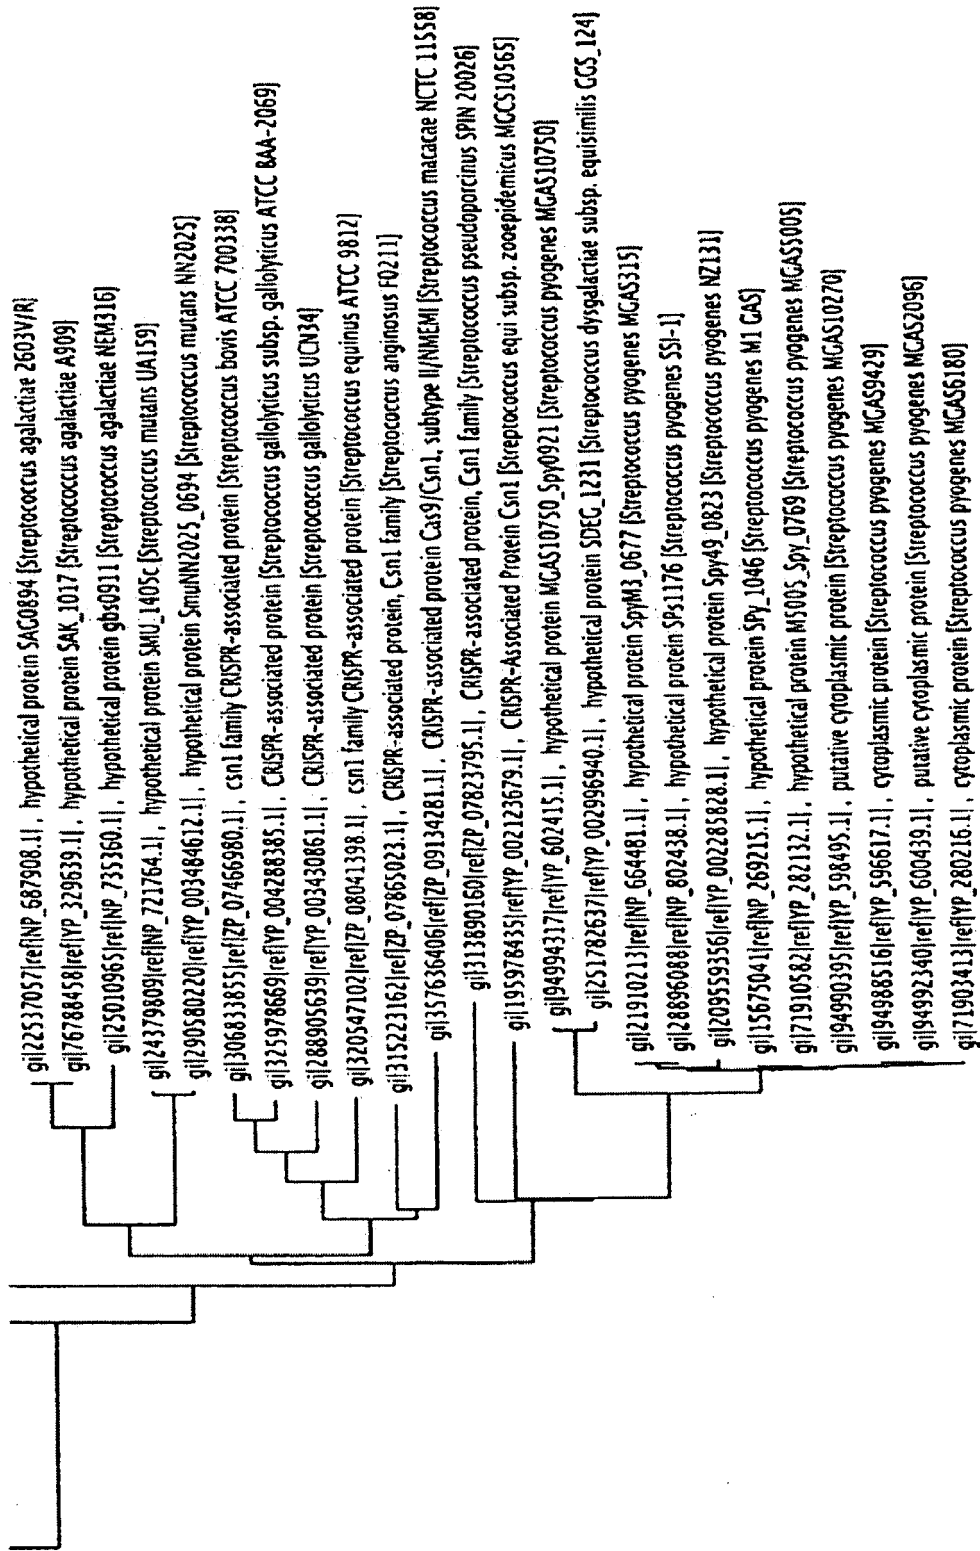 gi|22537057|ref|NP_687908.1|, hypothetical protein SAG0894 [Streptococcus agalactiae 2603V/R]
gi|76788458|ref|YP_329639.1|, hypothetical protein SAK_1017 [Streptococcus agalactiae A909]
gi|25010965|ref|NP_735360.1|, hypothetical protein gbs0911 [Streptococcus agalactiae NEM316]
gi|24379809|ref|NP_721764.1|, hypothetical protein SMU_1405c [Streptococcus mutans UA159]
gi|290580220|ref|YP_003484612.1|, hypothetical protein SmuNN2025_0694 [Streptococcus mutans NN2025]
gi|306833855|ref|ZP_07466980.1|, csn1 family CRISPR-associated protein [Streptococcus bovis ATCC 700338]
gi|325978669|ref|YP_004288385.1|, CRISPR-associated protein [Streptococcus gallolyticus subsp. gallolyticus ATCC BAA-2069]
gi|288905639|ref|YP_003430861.1|, CRISPR-associated protein [Streptococcus gallolyticus UCN34]
gi|320547102|ref|ZP_08041398.1|, csn1 family CRISPR-associated protein [Streptococcus equinus ATCC 9812]
gi|315223162|ref|ZP_07865023.1|, CRISPR-associated protein, Csn1 family [Streptococcus anginosus F0211]
gi|357636406|ref|ZP_09134281.1|, CRISPR-associated protein Cas9/Csn1, subtype II/NMEMI [Streptococcus macacae NCTC 11558]
gi|313890160|ref|ZP_07823795.1|, CRISPR-associated protein, Csn1 family [Streptococcus pseudoporcinus SPIN 20026]
gi|195978435|ref|YP_002123679.1|, CRISPR-Associated Protein Csn1 [Streptococcus equi subsp. zooepidemicus MGCS10565]
gi|94994317|ref|YP_602415.1|, hypothetical protein MGAS10750_Spy0921 [Streptococcus pyogenes MGAS10750]
gi|251782637|ref|YP_002996940.1|, hypothetical protein SDEG_1231 [Streptococcus dysgalactiae subsp. equisimilis GGS_124]
gi|21910213|ref|NP_664481.1|, hypothetical protein SpyM3_0677 [Streptococcus pyogenes MGAS315]
gi|28896088|ref|NP_802438.1|, hypothetical protein SPs1176 [Streptococcus pyogenes SSI-1]
gi|209559356|ref|YP_002285828.1|, hypothetical protein Spy49_0823 [Streptococcus pyogenes NZ131]
gi|15675041|ref|NP_269215.1|, hypothetical protein SPy_1046 [Streptococcus pyogenes M1 GAS]
gi|71910582|ref|YP_282132.1|, hypothetical protein M5005_Spy_0769 [Streptococcus pyogenes MGAS5005]
gi|94990395|ref|YP_598495.1|, putative cytoplasmic protein [Streptococcus pyogenes MGAS10270]
gi|94988516|ref|YP_596617.1|, cytoplasmic protein [Streptococcus pyogenes MGAS9429]
gi|94992340|ref|YP_600439.1|, putative cytoplasmic protein [Streptococcus pyogenes MGAS2096]
gi|71903413|ref|YP_280216.1|, cytoplasmic protein [Streptococcus pyogenes MGAS6180]